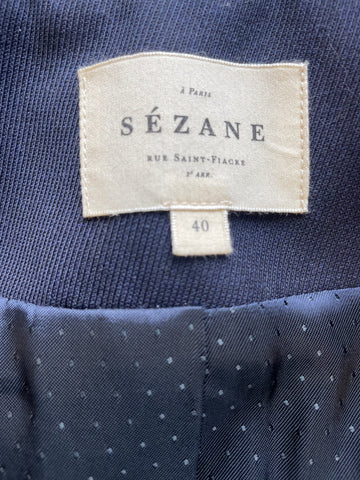 À PARIS
SÉZANE
RUE SAINT-FIACRE
2E ARR.
40